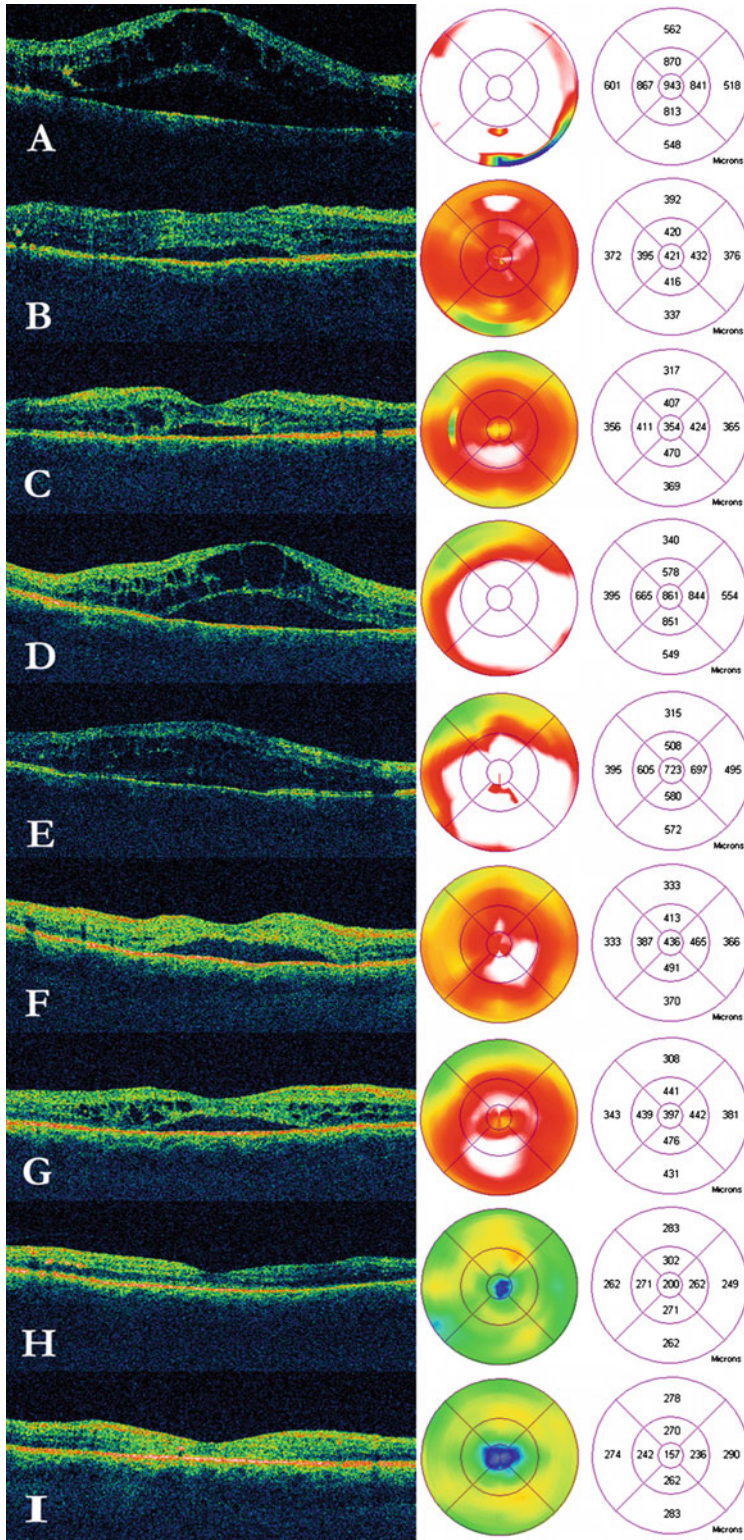 562
870
601 867 943 841 518
813
548
Microns
A
392
420
372 395 421 432 376
416
337
Microns
B
317
407
356 411 354 424 365
470
369
Microns
C
340
578
395 665 861 844 554
851
549
Microns
D
315
508
395 605 723 697 495
580
572
Microns
E
333
413
333 387 436 465 366
491
370
Microns
F
308
441
343 439 397 442 381
476
431
Microns
G
283
302
262 271 200 262 249
271
262
Microns
H
278
270
274 242 157 236 290
262
283
Microns
I